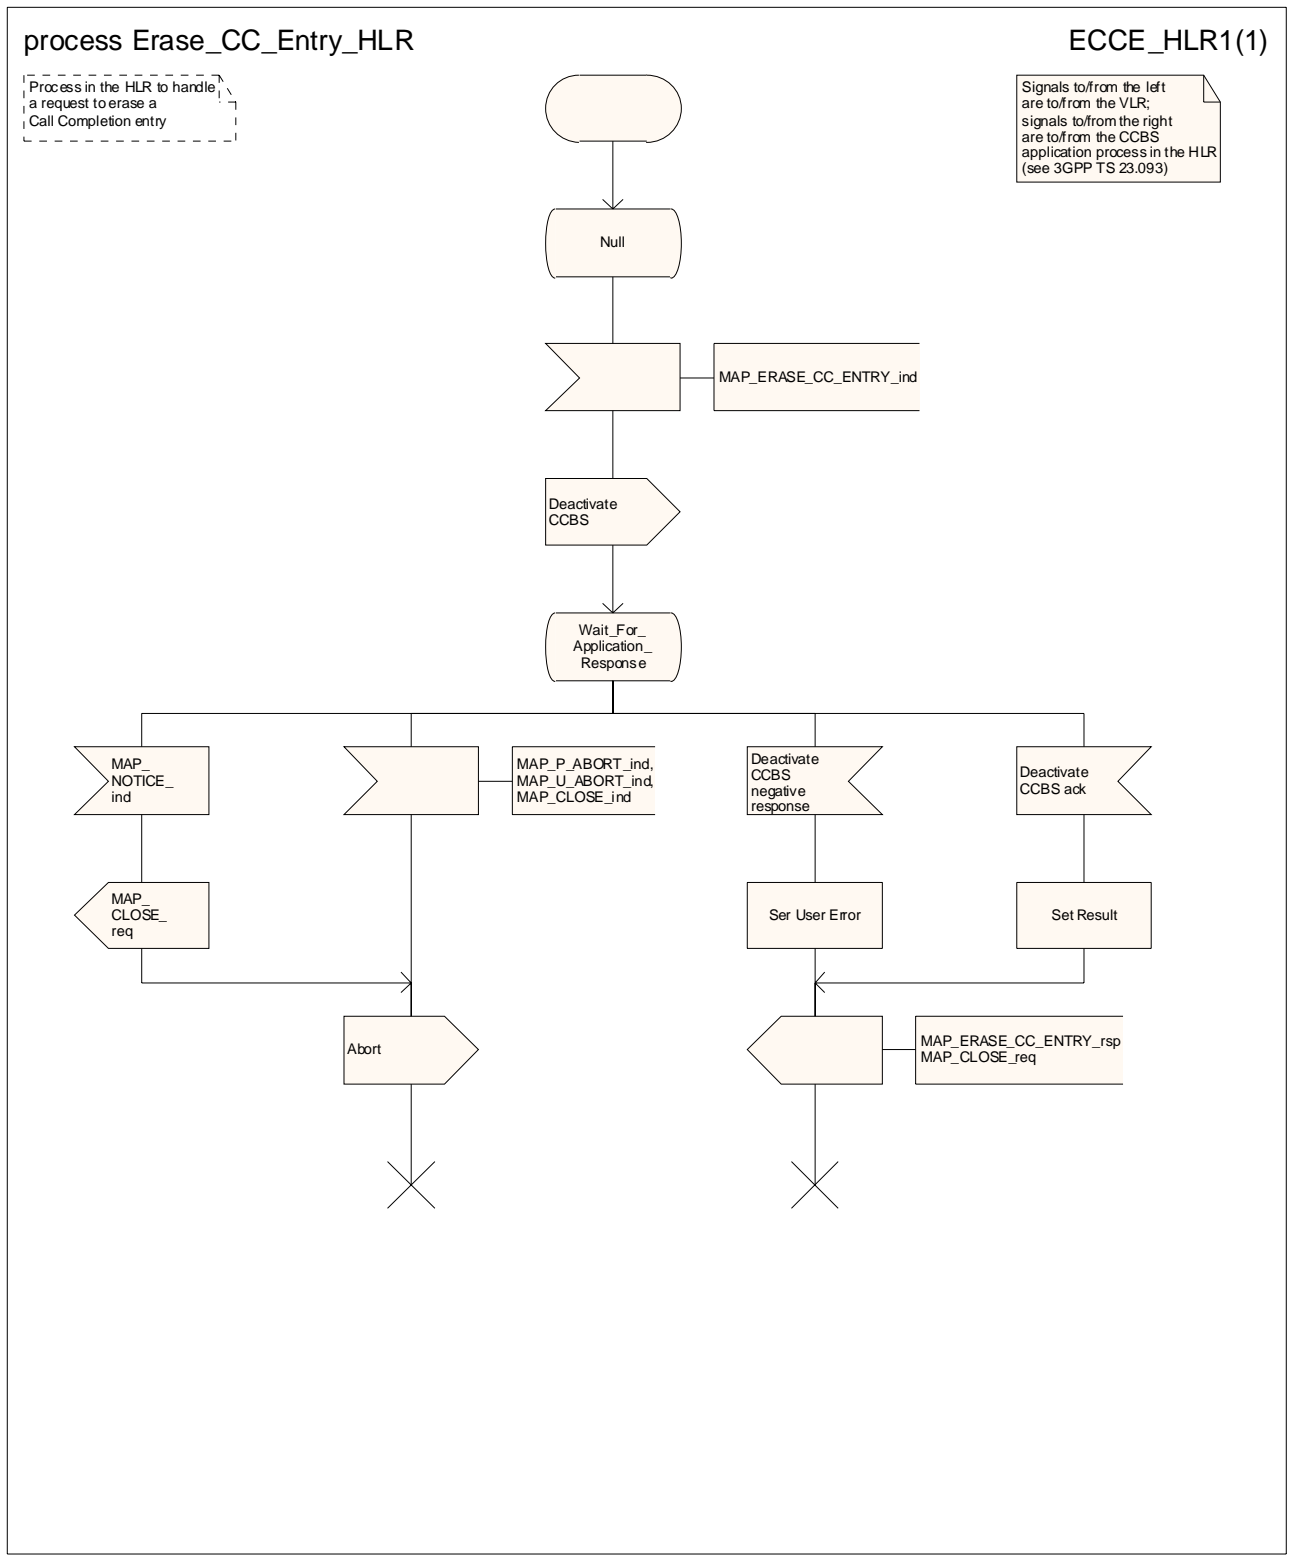 process Erase_CC_Entry_HLR
ECCE_HLR1(1)
Process in the HLR to handle
a request to erase a
Call Completion entry
Signals to/from the left
are to/from the VLR;
signals to/from the right
are to/from the CCBS
application process in the HLR
(see 3GPP TS 23.093)
Null
MAP_ERASE_CC_ENTRY_ind
Deactivate
CCBS
Wait_For_
Application_
Response
MAP_
NOTICE_
ind
MAP_P_ABORT_ind,
MAP_U_ABORT_ind,
MAP_CLOSE_ind
Deactivate
CCBS
negative
response
Deactivate
CCBS ack
MAP_
CLOSE_
req
Ser User Error
Set Result
Abort
MAP_ERASE_CC_ENTRY_rsp
MAP_CLOSE_req